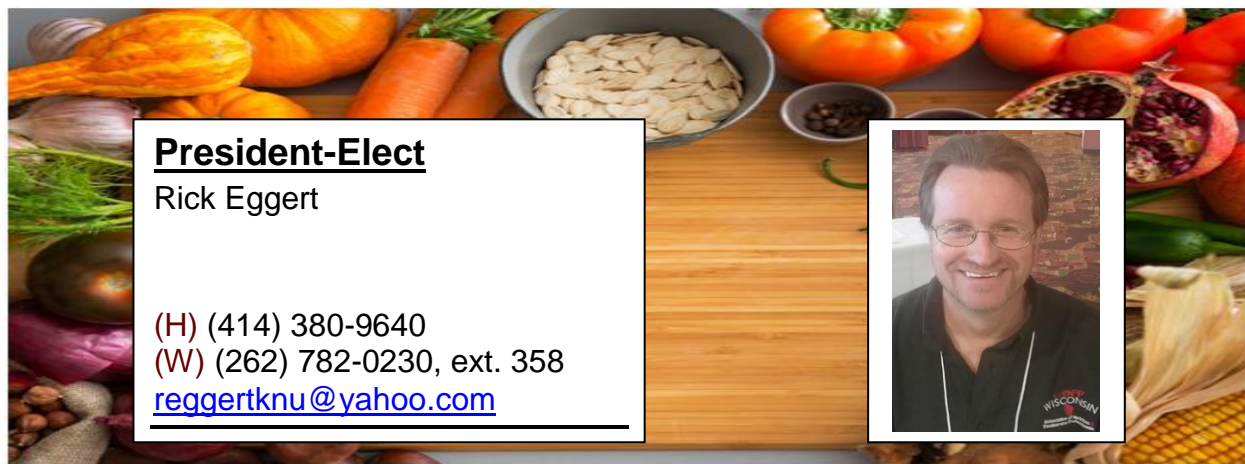 President-Elect
Rick Eggert
(H) (414) 380-9640
(W) (262) 782-0230, ext. 358
reggertknu@yahoo.com
WISCONSIN